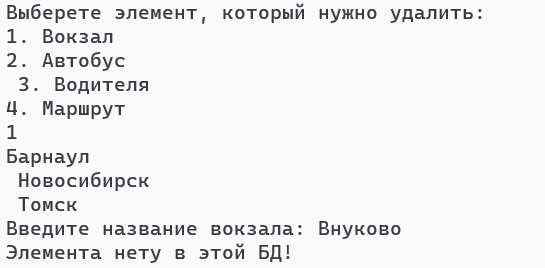 Выберете элемент, который нужно удалить:
1. Вокзал
2. Автобус
3. Водителя
4. Маршрут
1
Барнаул
Новосибирск
Томск
Введите название вокзала: Внуково
Элемента нету в этой БД!